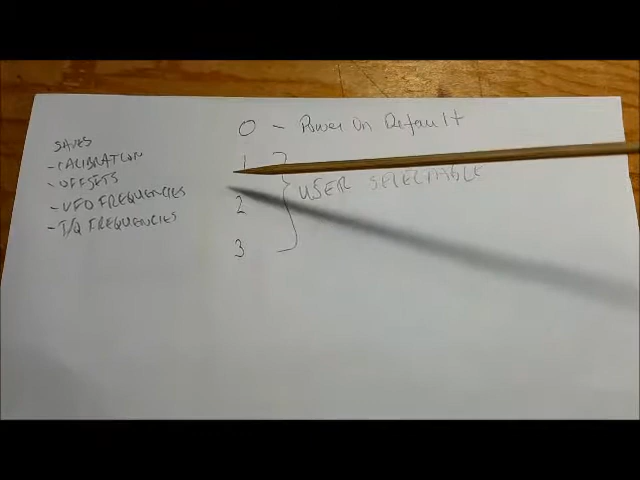 SAVES
- CALIBRATION
- OFFSETS
- VFO FREQUENCIES
- I/Q FREQUENCIES
0 - Power On Default
1
USER SELECTABLE
2
3